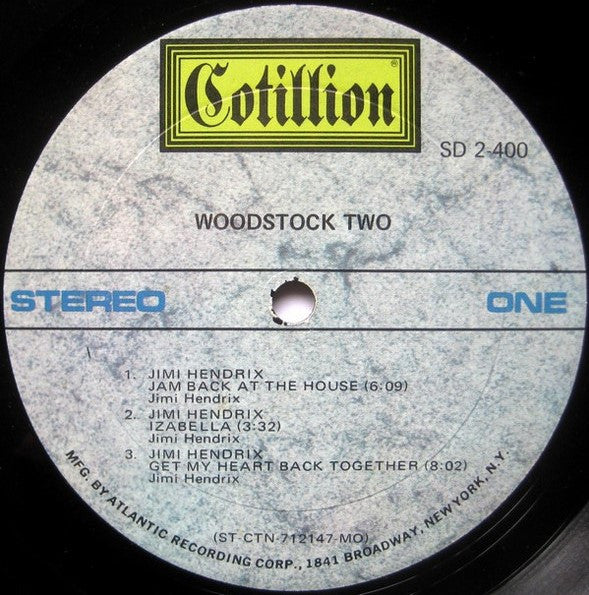 Cotillion®
SD 2-400
WOODSTOCK TWO
STEREO ONE
1. JIMI HENDRIX
JAM BACK AT THE HOUSE (6:09)
Jimi Hendrix
2. JIMI HENDRIX
IZABELLA (3:32)
Jimi Hendrix
3. JIMI HENDRIX
GET MY HEART BACK TOGETHER (8:02)
Jimi Hendrix
(ST-CTN-712147-MO)
MFG. BY ATLANTIC RECORDING CORP., 1841 BROADWAY, NEW YORK, N.Y.